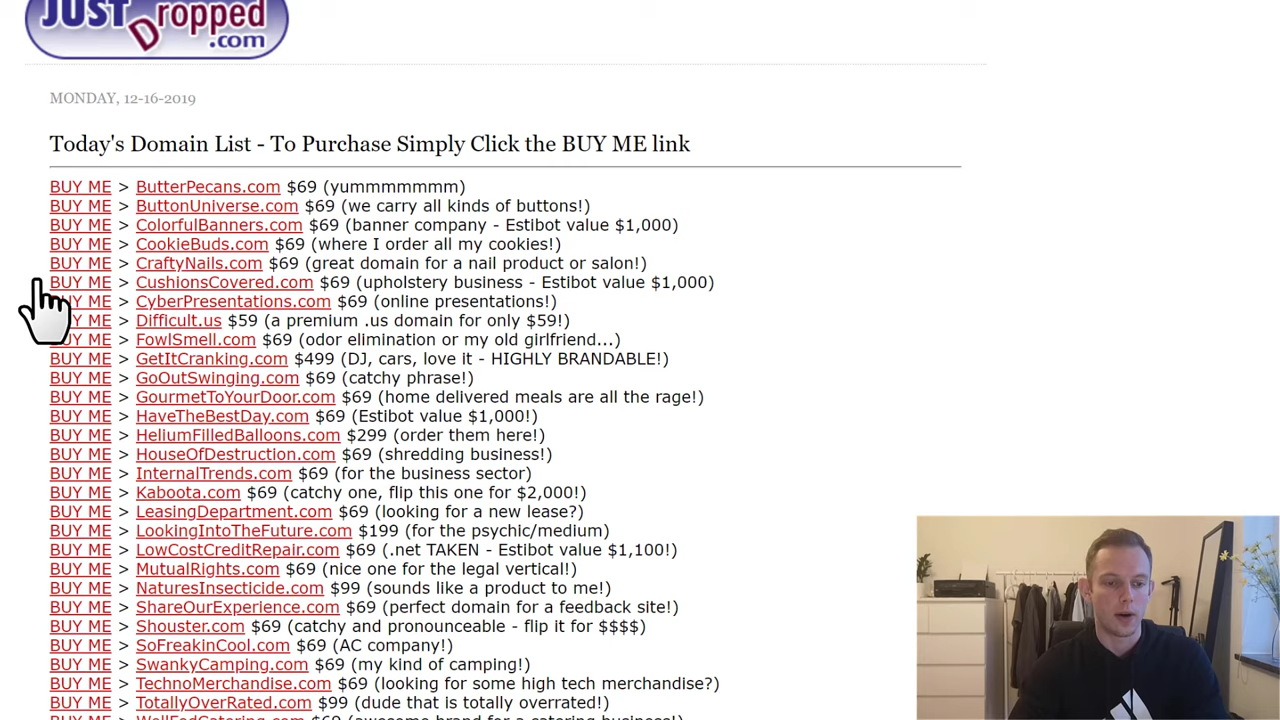 JUST
Dropped
.com
MONDAY, 12-16-2019
Today's Domain List - To Purchase Simply Click the BUY ME link
BUY ME > ButterPecans.com $69 (yummmmmmm)
BUY ME > ButtonUniverse.com $69 (we carry all kinds of buttons!)
BUY ME > ColorfulBanners.com $69 (banner company - Estibot value $1,000)
BUY ME > CookieBuds.com $69 (where I order all my cookies!)
BUY ME > CraftyNails.com $69 (great domain for a nail product or salon!)
BUY ME > CushionsCovered.com $69 (upholstery business - Estibot value $1,000)
BUY ME > CyberPresentations.com $69 (online presentations!)
ME > Difficult.us $59 (a premium .us domain for only $59!)
BUY ME > FowlSmell.com $69 (odor elimination or my old girlfriend...)
BUY ME > GetItCranking.com $499 (DJ, cars, love it - HIGHLY BRANDABLE!)
BUY ME > GoOutSwinging.com $69 (catchy phrase!)
BUY ME > GourmetToYourDoor.com $69 (home delivered meals are all the rage!)
BUY ME > HaveTheBestDay.com $69 (Estibot value $1,000!)
BUY ME > HeliumFilledBalloons.com $299 (order them here!)
BUY ME > HouseOfDestruction.com $69 (shredding business!)
BUY ME > InternalTrends.com $69 (for the business sector)
BUY ME > Kaboota.com $69 (catchy one, flip this one for $2,000!)
BUY ME > LeasingDepartment.com $69 (looking for a new lease?)
BUY ME > LookingIntoTheFuture.com $199 (for the psychic/medium)
BUY ME > LowCostCreditRepair.com $69 (.net TAKEN - Estibot value $1,100!)
BUY ME > MutualRights.com $69 (nice one for the legal vertical!)
BUY ME > NaturesInsecticide.com $99 (sounds like a product to me!)
BUY ME > ShareOurExperience.com $69 (perfect domain for a feedback site!)
BUY ME > Shouster.com $69 (catchy and pronounceable - flip it for $$$$)
BUY ME > SoFreakinCool.com $69 (AC company!)
BUY ME > SwankyCamping.com $69 (my kind of camping!)
BUY ME > TechnoMerchandise.com $69 (looking for some high tech merchandise?)
BUY ME > TotallyOverRated.com $99 (dude that is totally overrated!)
BUY ME > WellFedCatering.com $69 (awesome brand for a catering business!)